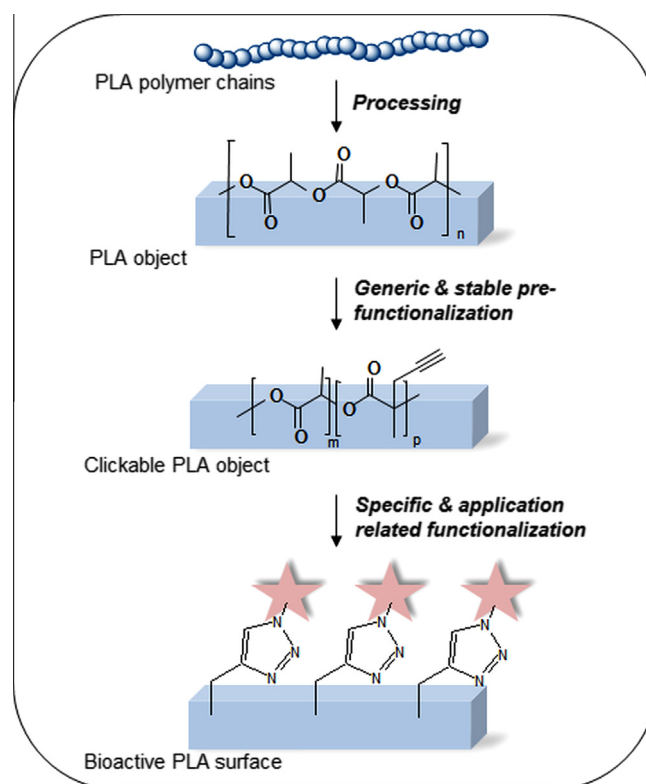 PLA polymer chains
Processing
O
O
O
O
O
O
n
PLA object
Generic & stable pre-
functionalization
O
O
O
O
m
p
Clickable PLA object
Specific & application
related functionalization
N
N
N
N
N
N
N
N
N
Bioactive PLA surface